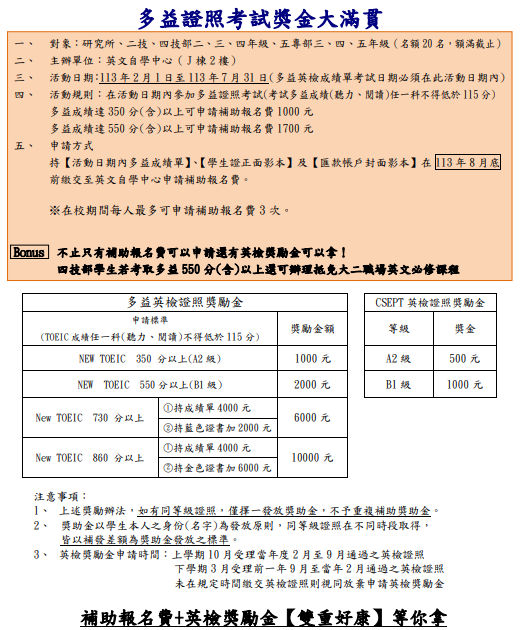 多益證照考試獎金大滿貫
一、 對象：研究所、二技、四技部二、三、四年級、五專部三、四、五年級（名額20名，額滿截止）
二、 主辦單位：英文自學中心（J棟2樓）
三、 活動日期:113年2月1日至113年7月31日(多益英檢成績單考試日期必須在此活動日期內)
四、 活動規則：在活動日期內參加多益證照考試(考試多益成績(聽力、閱讀)任一科不得低於115分)
多益成績達350分(含)以上可申請補助報名費1000元
多益成績達550分(含)以上可申請補助報名費1700元
五、 申請方式
持【活動日期內多益成績單】、【學生證正面影本】及【匯款帳戶封面影本】在 113年8月底
前繳交至英文自學中心申請補助報名費。
※在校期間每人最多可申請補助報名費3次。
Bonus 不止只有補助報名費可以申請還有英檢獎勵金可以拿！
四技部學生若考取多益550分(含)以上還可辦理抵免大二職場英文必修課程
多益英檢證照獎勵金
申請標準
(TOEIC成績任一科(聽力、閱讀)不得低於115分)
獎勵金額
NEW TOEIC 350 分以上(A2級) 1000元
NEW TOEIC 550分以上(B1級) 2000元
New TOEIC 730 分以上 ①持成績單4000元 ②持藍色證書加2000元 6000元
New TOEIC 860 分以上 ①持成績單4000元 ②持金色證書加6000元 10000元
CSEPT英檢證照獎勵金
等級 獎金
A2級 500元
B1級 1000元
注意事項：
1、 上述獎勵辦法，如有同等級證照，僅擇一發放獎助金，不予重複補助獎助金。
2、 獎助金以學生本人之身份(名字)為發放原則，同等級證照在不同時段取得，
皆以補發差額為獎助金發放之標準。
3、 英檢獎勵金申請時間：上學期10月受理當年度2月至9月通過之英檢證照
下學期3月受理前一年9月至當年2月通過之英檢證照
未在規定時間繳交英檢證照則視同放棄申請英檢獎勵金
補助報名費+英檢獎勵金【雙重好康】等你拿